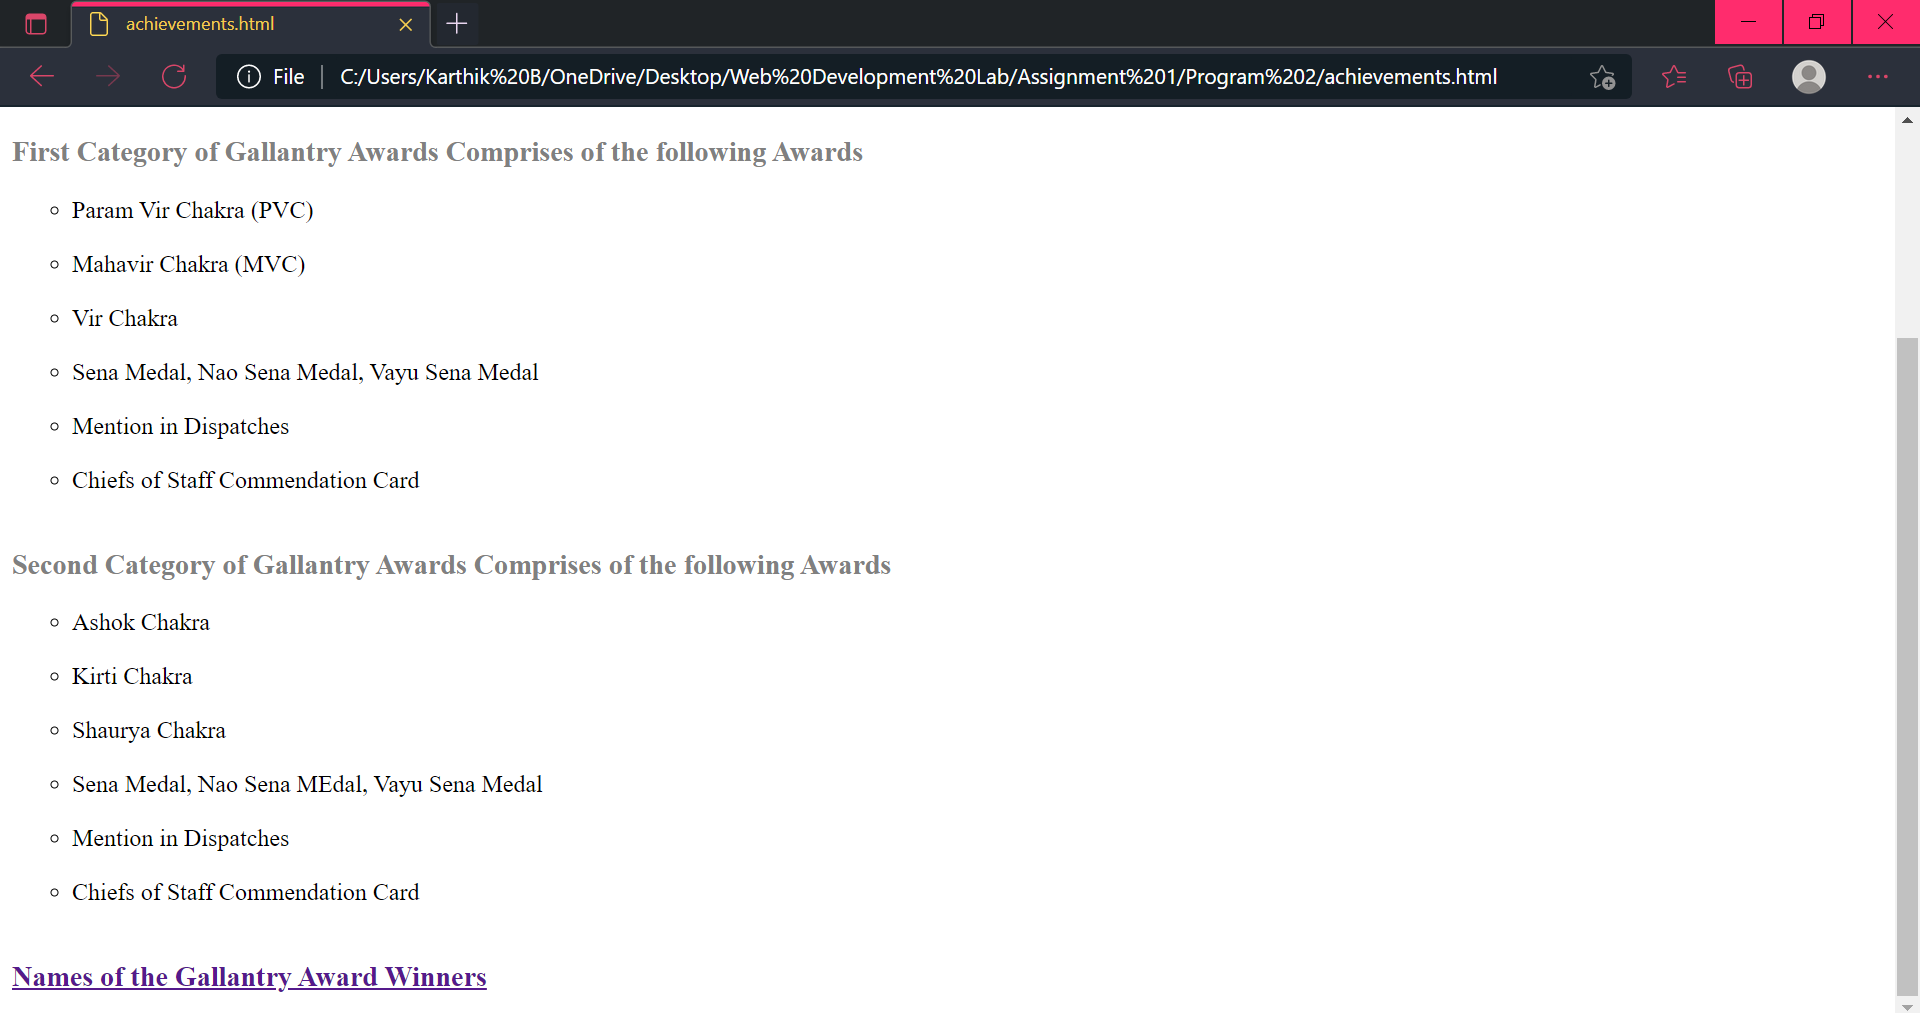 achievements.html
File
C:/Users/Karthik%20B/OneDrive/Desktop/Web%20Development%20Lab/Assignment%201/Program%202/achievements.html
First Category of Gallantry Awards Comprises of the following Awards
Param Vir Chakra (PVC)
Mahavir Chakra (MVC)
Vir Chakra
Sena Medal, Nao Sena Medal, Vayu Sena Medal
Mention in Dispatches
Chiefs of Staff Commendation Card
Second Category of Gallantry Awards Comprises of the following Awards
Ashok Chakra
Kirti Chakra
Shaurya Chakra
Sena Medal, Nao Sena MEdal, Vayu Sena Medal
Mention in Dispatches
Chiefs of Staff Commendation Card
Names of the Gallantry Award Winners